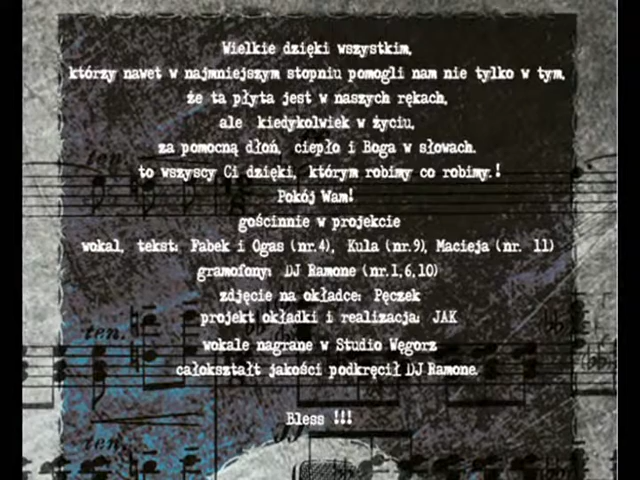 Wielkie dzięki wszystkim,
którzy nawet w najmniejszym stopniu pomogli nam nie tylko w tym,
że ta płyta jest w naszych rękach,
ale kiedykolwiek w życiu,
za pomocną dłoń, ciepło i Boga w słowach.
to wszyscy Ci dzięki, którym robimy co robimy.!
Pokój Wam!
gościnnie w projekcie
wokal, tekst: Fabek i Ogas (nr.4), Kula (nr.9), Macieja (nr. 11)
gramofony: DJ Ramone (nr.1,6,10)
zdjęcie na okładce: Pęczek
projekt okładki i realizacja: JAK
wokale nagrane w Studio Węgorz
całokształt jakości podkręcił DJ Ramone.
Bless !!!
ten.
ten.
ten.